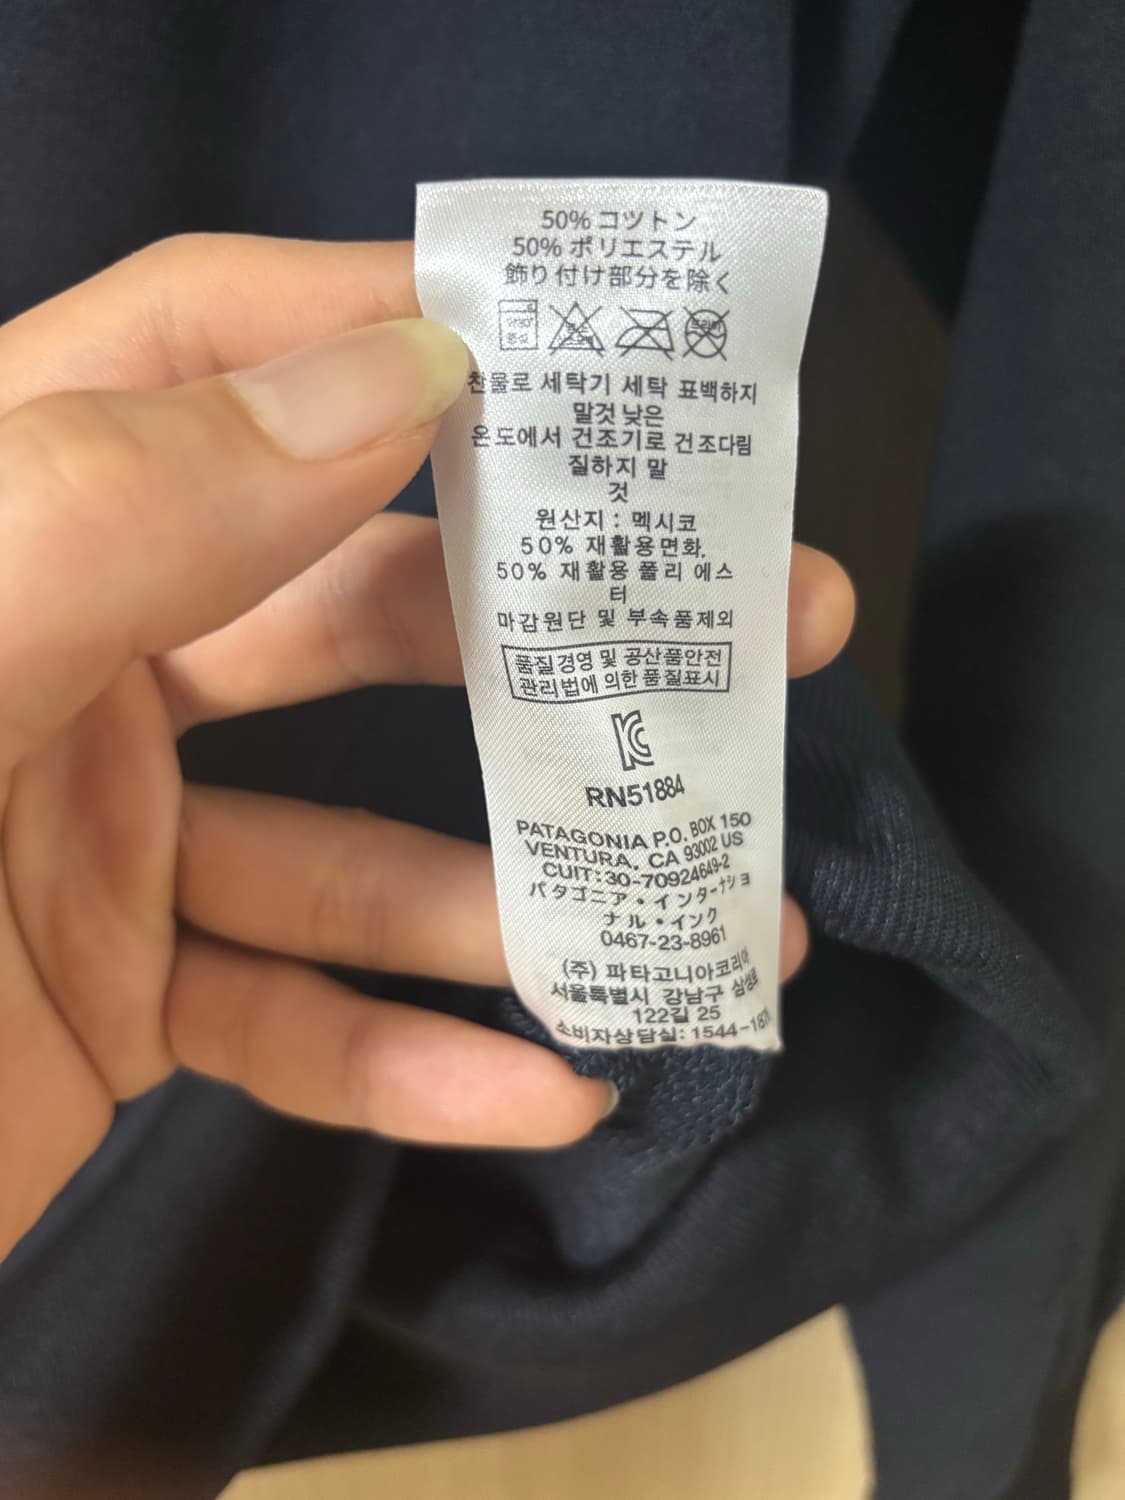 50% コットン
50% ポリエステル
飾り付け部分を除く
찬물로 세탁기 세탁 표백하지
말것 낮은
온도에서 건조기로 건조다림
질하지 말
것
원산지 : 멕시코
50% 재활용면화,
50% 재활용 폴리 에스
터
마감원단 및 부속품제외
품질경영 및 공산품안전
관리법에 의한 품질표시
RN51884
PATAGONIA P.O. BOX 150
VENTURA, CA 93002 US
CUIT:30-70924649-2
パタゴニア・インターナショ
ナル・インク
0467-23-8961
(주) 파타고니아코리아
서울특별시 강남구
122길 25
소비자상담실: